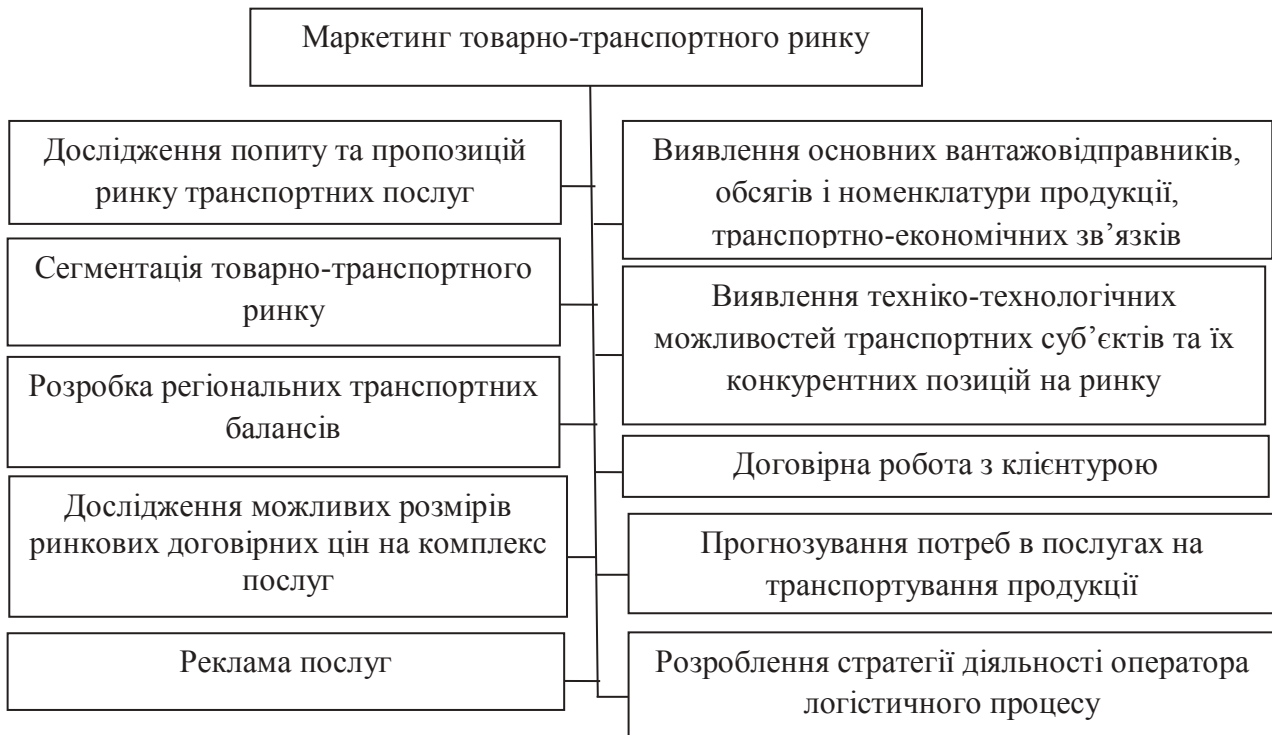 Маркетинг товарно-транспортного ринку
Дослідження попиту та пропозицій
ринку транспортних послуг
Сегментація товарно-транспортного
ринку
Розробка регіональних транспортних
балансів
Дослідження можливих розмірів
ринкових договірних цін на комплекс
послуг
Реклама послуг
Виявлення основних вантажовідправників,
обсягів і номенклатури продукції,
транспортно-економічних зв’язків
Виявлення техніко-технологічних
можливостей транспортних суб’єктів та їх
конкурентних позицій на ринку
Договірна робота з клієнтурою
Прогнозування потреб в послугах на
транспортування продукції
Розроблення стратегії діяльності оператора
логістичного процесу